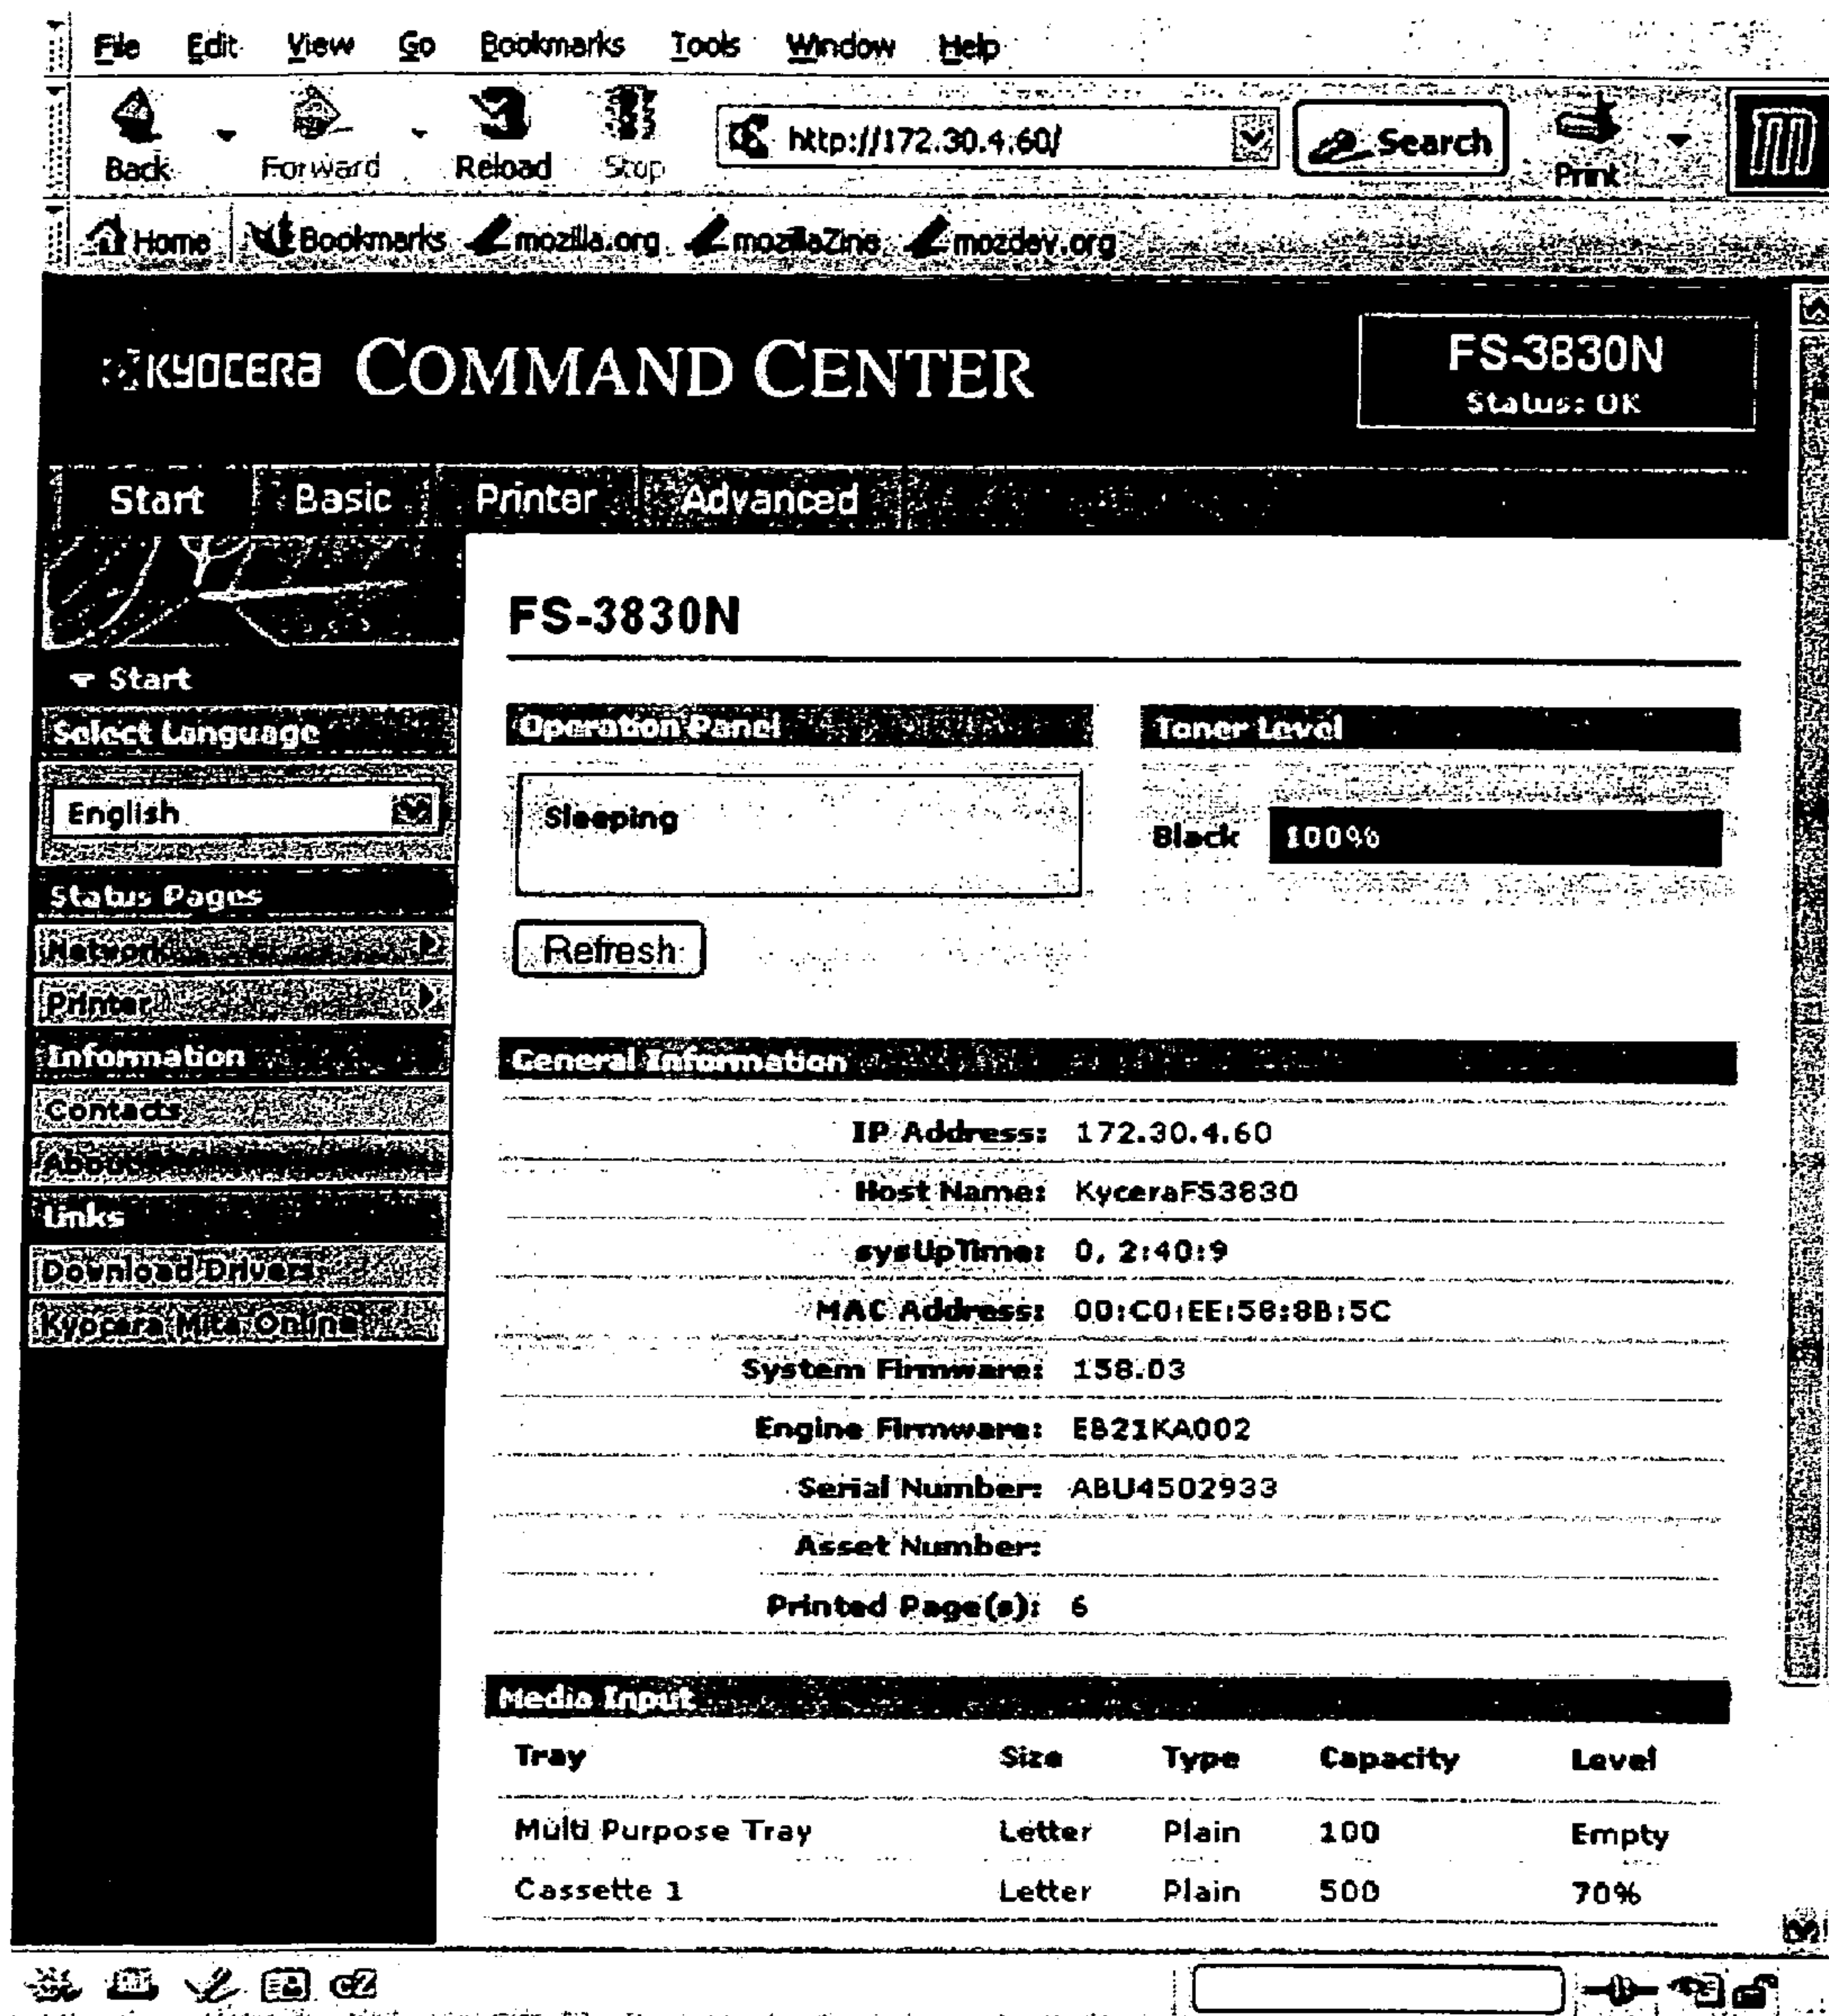 File Edit View Go Bookmarks Tools Window Help
Back Forward Reload Stop http://172.30.4.60/ Search Print
Home Bookmarks mozilla.org mozillaZine mozdev.org
KYOCERA COMMAND CENTER
FS-3830N
Status: OK
Start Basic Printer Advanced
Start
Select Language
English
Status Pages
Network
Printer
Information
Contacts
About
Links
Download Drivers
Kyocera Mita Online
FS-3830N
Operation Panel
Sleeping
Refresh
Toner Level
Black 100%
General Information
IP Address: 172.30.4.60
Host Name: KyceraFS3830
sysUpTime: 0, 2:40:9
MAC Address: 00:C0:EE:58:8B:5C
System Firmware: 158.03
Engine Firmware: EB21KA002
Serial Number: ABU4502933
Asset Number:
Printed Page(s): 6
Media Input
Tray Size Type Capacity Level
Multi Purpose Tray Letter Plain 100 Empty
Cassette 1 Letter Plain 500 70%